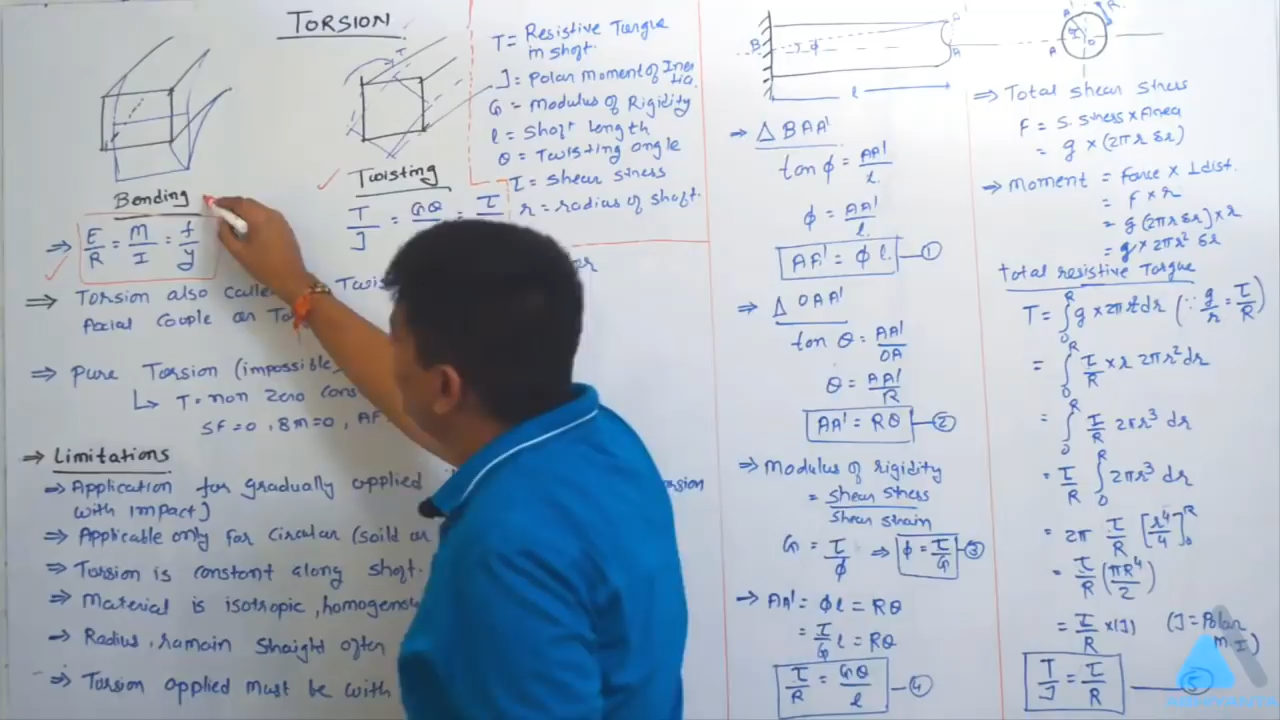 TORSION
Bending
E/R = M/I = f/y
Twisting
T/J = Gθ/ = τ/
T = Resistive Torque
in shaft.
J = Polar Moment of Iner
tia.
G = Modulus of Rigidity
l = Shaft length
θ = Twisting angle
τ = shear stress
r = radius of shaft.
⇒ Torsion also calle
Axial Couple or To
⇒ Pure Torsion (impossible)
↳ T = non zero cons
SF = 0, BM = 0, AF
⇒ Limitations
⇒ Application for gradually applied
with impact]
⇒ Applicable only for Circular (soild or
⇒ Torsion is constant along shaft.
⇒ Material is isotropic, homogeno
→ Radius, ramain straight after
⇒ Torsion applied must be with
B φ A' A l
A' A θ O R
⇒ Δ BAA'
tan φ = AA'/l.
φ = AA'/l.
AA' = φ l. ①
⇒ Δ OAA'
tan θ = AA'/OA
θ = AA'/R
AA' = Rθ ②
⇒ Modulus of rigidity
= shear stress / shear strain
G = τ/φ ⇒ φ = τ/G ③
→ AA' = φl = Rθ
= τ/G l = Rθ
τ/R = Gθ/l ④
⇒ Total shear stress
F = S. stress × Area
= q × (2πr δr)
⇒ Moment = Force × ⊥ dist.
= F × r
= q (2πr δr) × r
= q × 2πr² δr
total resistive Torque
T = ∫₀ᴿ q × 2πr² dr (∵ q/r = τ/R)
= ∫₀ᴿ τ/R × r 2πr² dr
= ∫₀ᴿ τ/R 2πr³ dr
= τ/R ∫₀ᴿ 2πr³ dr
= 2π τ/R [r⁴/4]₀ᴿ
= τ/R (πR⁴/2)
= τ/R × (J) (J = Polar
M.I)
T/J = τ/R ⑤